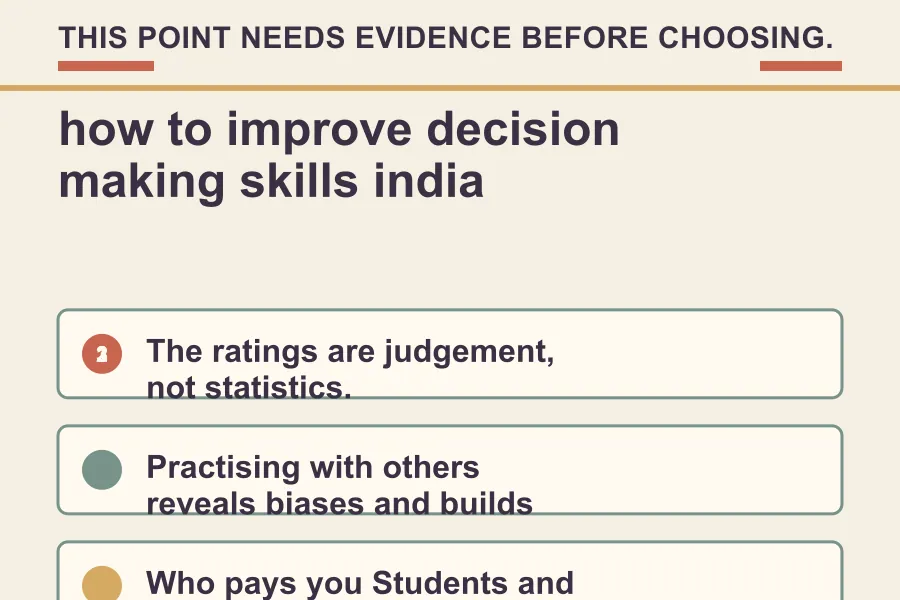 THIS POINT NEEDS EVIDENCE BEFORE CHOOSING.
how to improve decision
making skills india
The ratings are judgement,
not statistics.
Practising with others
reveals biases and builds
Who pays you Students and